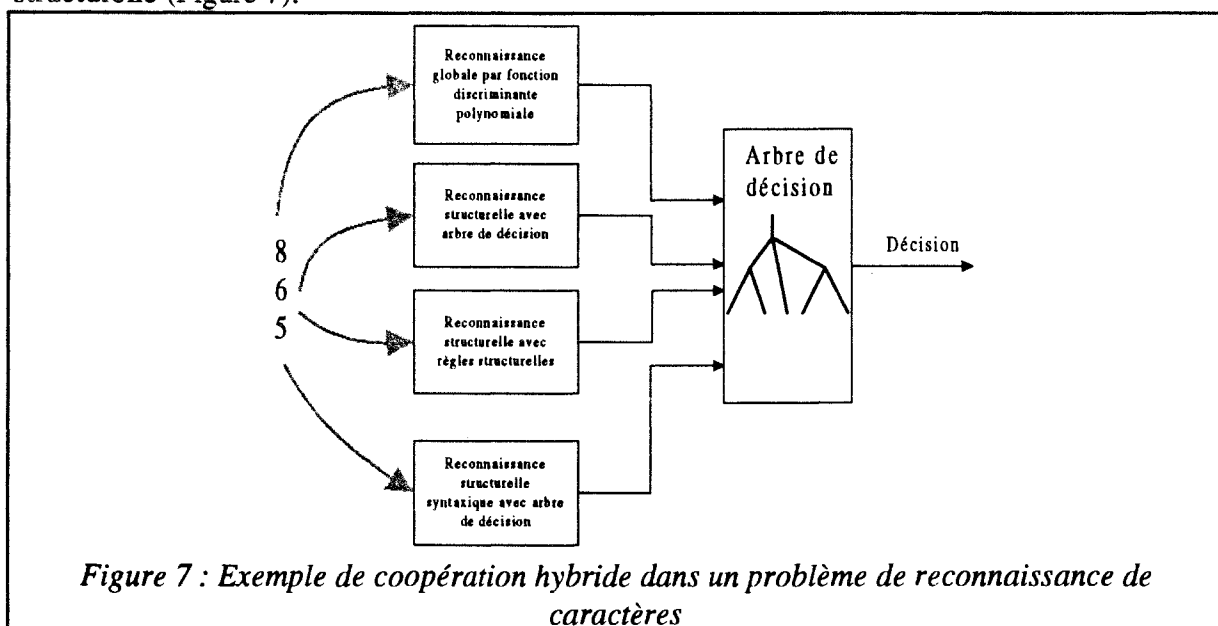 structurelle (Figure 7).
Reconnaissance
globale par fonction
discriminante
polynomiale
Reconnaissance
structurelle avec
arbre de décision
Reconnaissance
structurelle avec
règles structurelles
Reconnaissance
structurelle
syntaxique avec arbre
de décision
8
6
5
Arbre de
décision
Décision
Figure 7 : Exemple de coopération hybride dans un problème de reconnaissance de
caractères